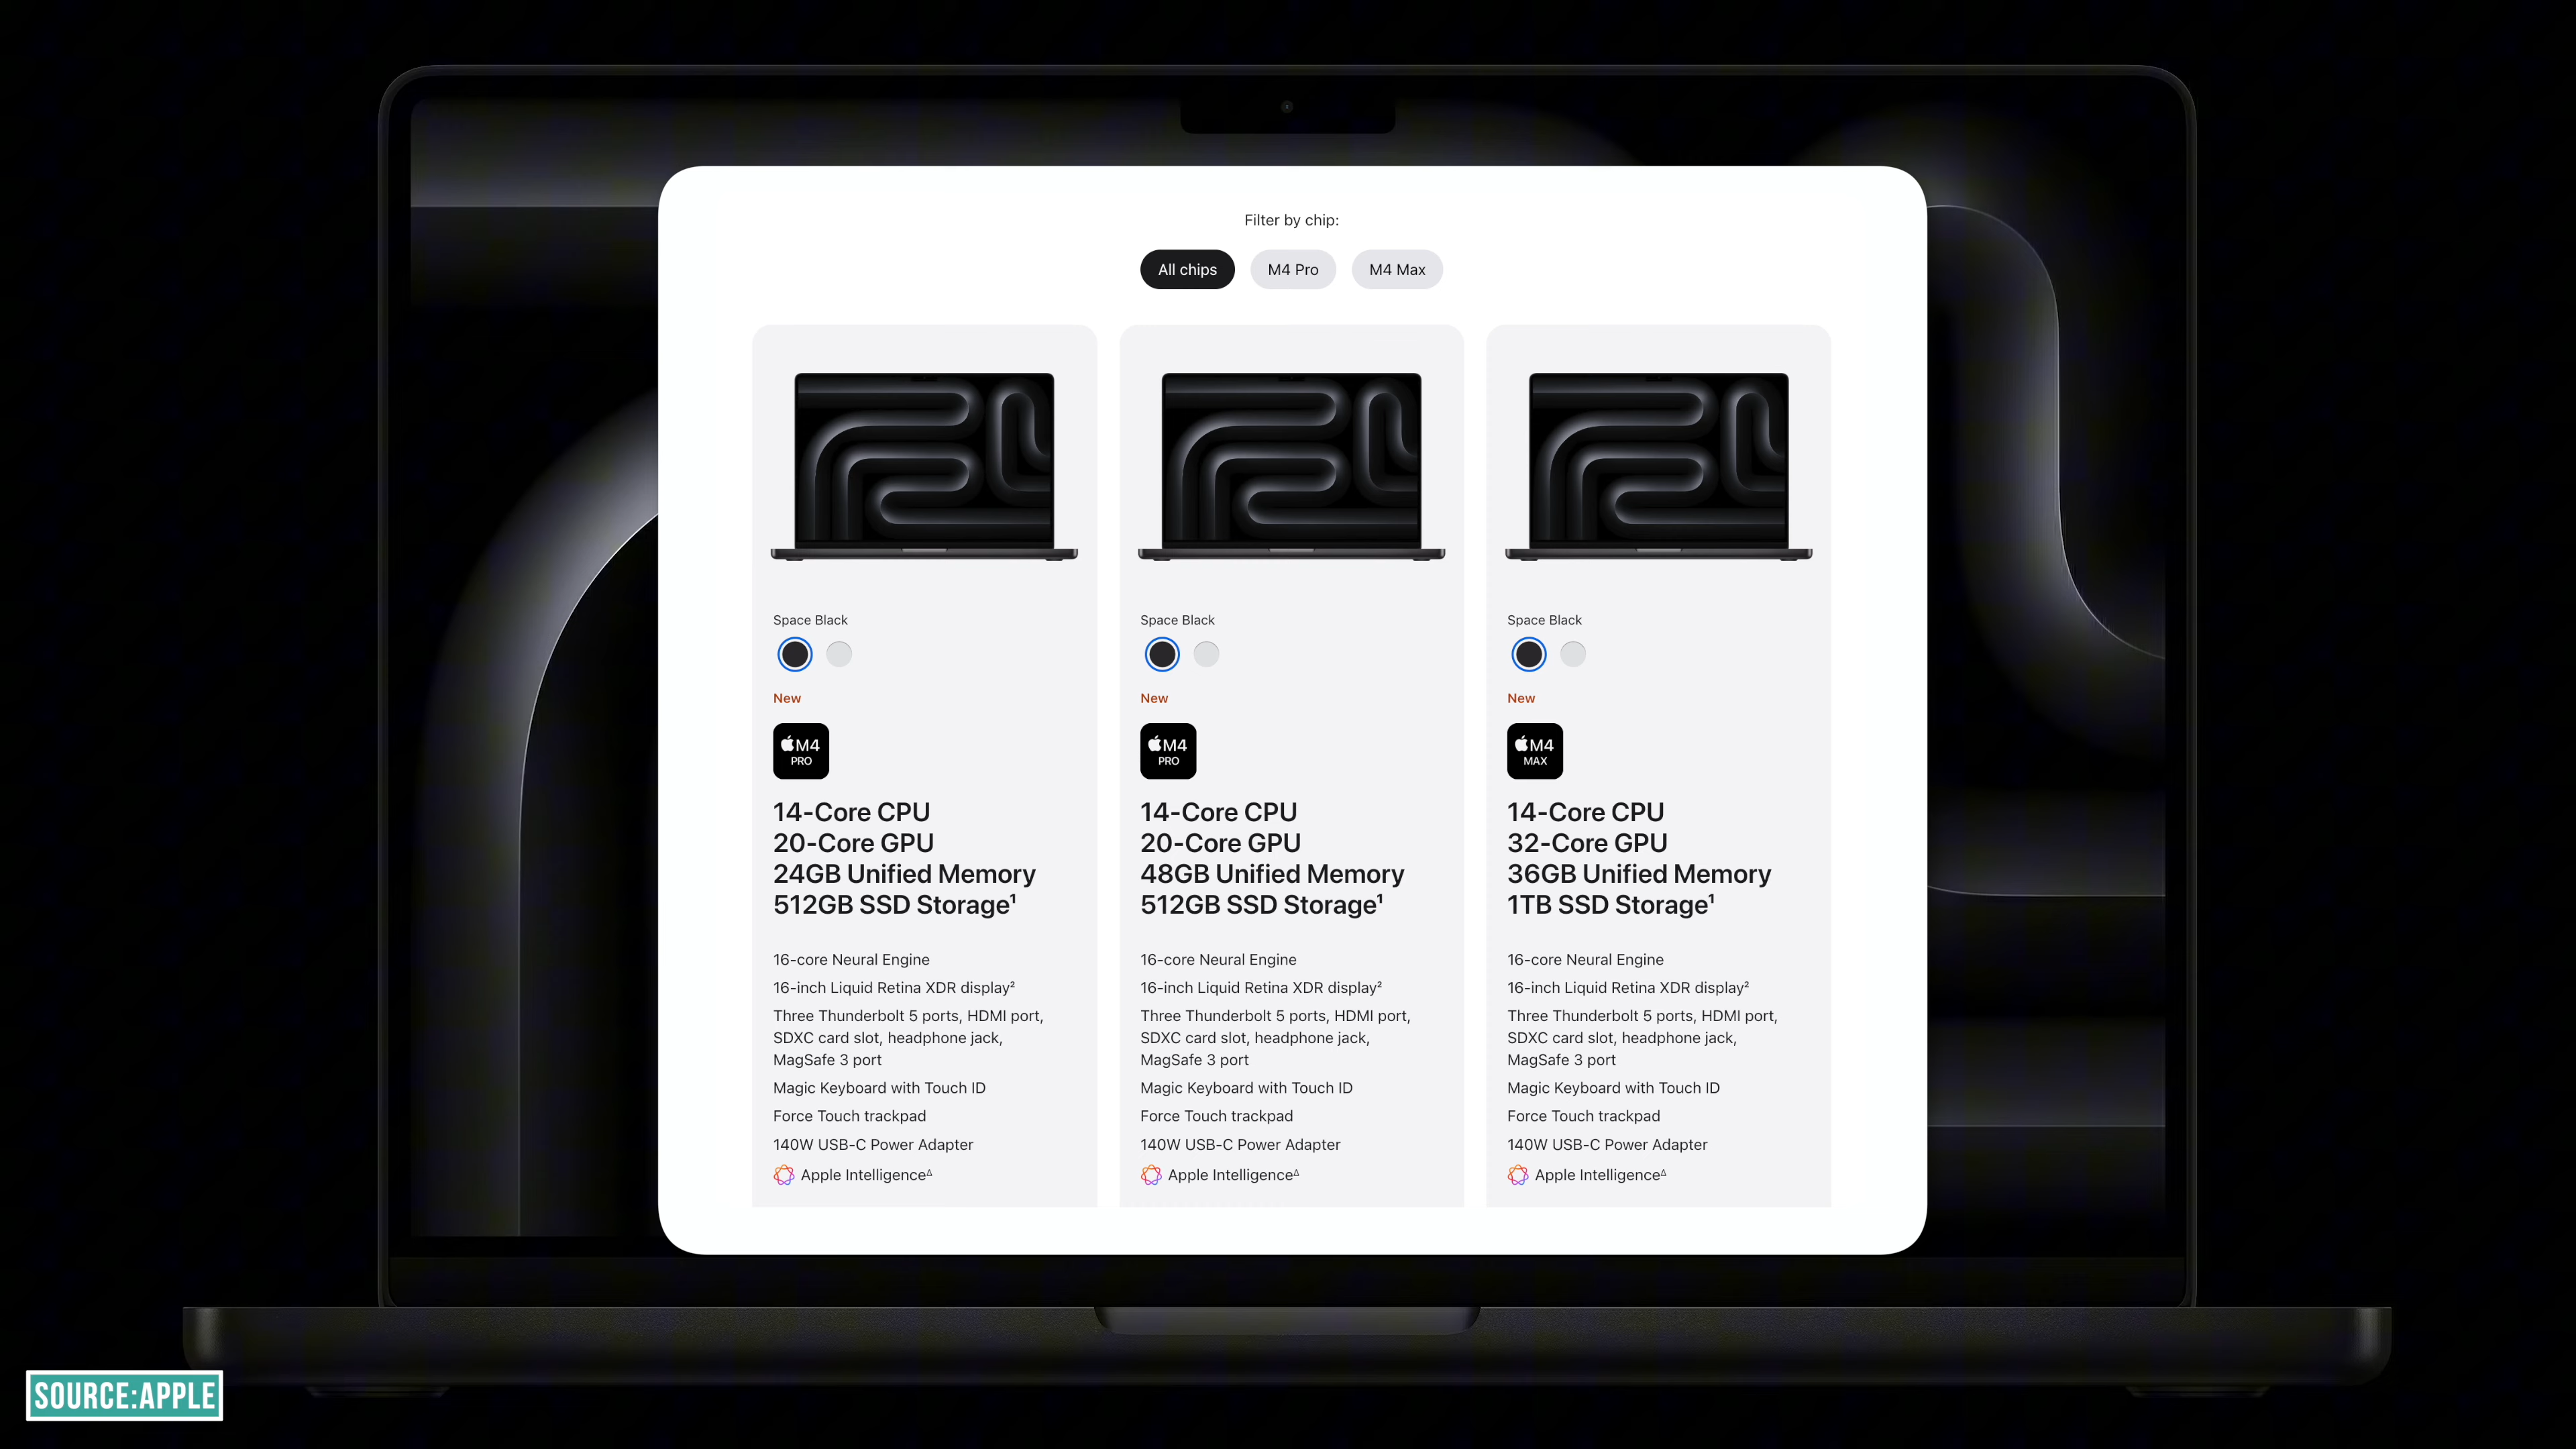 Filter by chip:
All chips M4 Pro M4 Max
Space Black
New
M4
PRO
14-Core CPU
20-Core GPU
24GB Unified Memory
512GB SSD Storage¹
16-core Neural Engine
16-inch Liquid Retina XDR display²
Three Thunderbolt 5 ports, HDMI port,
SDXC card slot, headphone jack,
MagSafe 3 port
Magic Keyboard with Touch ID
Force Touch trackpad
140W USB-C Power Adapter
Apple Intelligence∆
Space Black
New
M4
PRO
14-Core CPU
20-Core GPU
48GB Unified Memory
512GB SSD Storage¹
16-core Neural Engine
16-inch Liquid Retina XDR display²
Three Thunderbolt 5 ports, HDMI port,
SDXC card slot, headphone jack,
MagSafe 3 port
Magic Keyboard with Touch ID
Force Touch trackpad
140W USB-C Power Adapter
Apple Intelligence∆
Space Black
New
M4
MAX
14-Core CPU
32-Core GPU
36GB Unified Memory
1TB SSD Storage¹
16-core Neural Engine
16-inch Liquid Retina XDR display²
Three Thunderbolt 5 ports, HDMI port,
SDXC card slot, headphone jack,
MagSafe 3 port
Magic Keyboard with Touch ID
Force Touch trackpad
140W USB-C Power Adapter
Apple Intelligence∆
SOURCE:APPLE